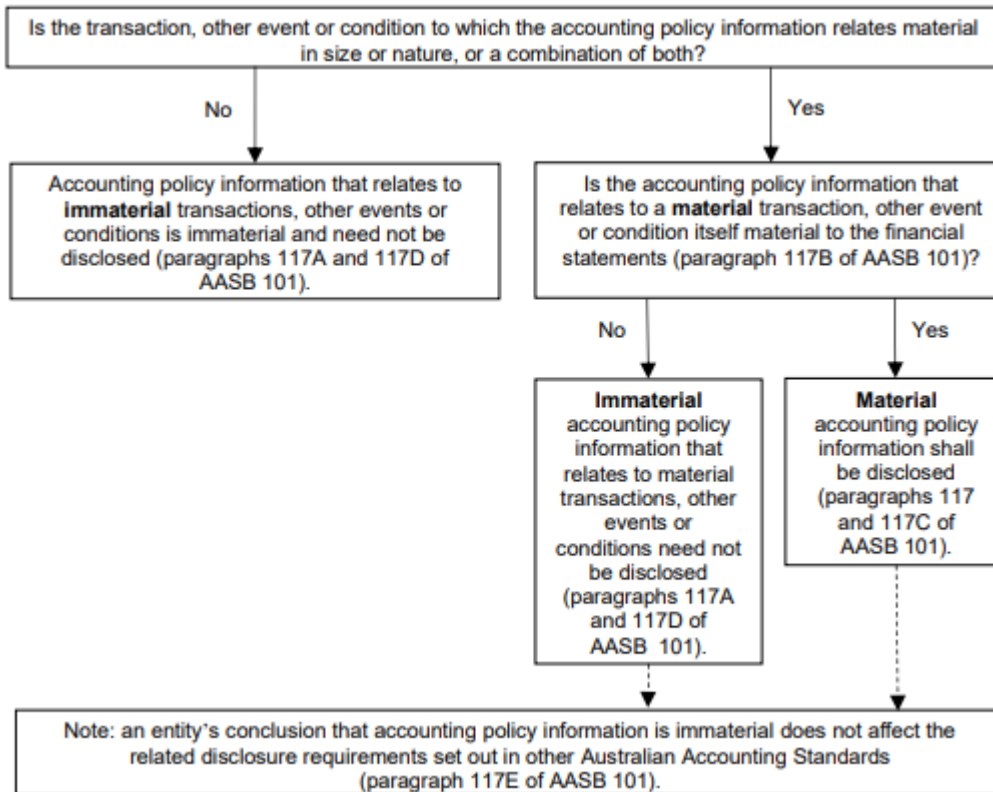 Is the transaction, other event or condition to which the accounting policy information relates material
in size or nature, or a combination of both?
No
Yes
Accounting policy information that relates to
immaterial transactions, other events or
conditions is immaterial and need not be
disclosed (paragraphs 117A and 117D of
AASB 101).
Is the accounting policy information that
relates to a material transaction, other event
or condition itself material to the financial
statements (paragraph 117B of AASB 101)?
No
Yes
Immaterial
accounting policy
information that
relates to material
transactions, other
events or
conditions need not
be disclosed
(paragraphs 117A
and 117D of
AASB 101).
Material
accounting policy
information shall
be disclosed
(paragraphs 117
and 117C of
AASB 101).
Note: an entity's conclusion that accounting policy information is immaterial does not affect the
related disclosure requirements set out in other Australian Accounting Standards
(paragraph 117E of AASB 101).